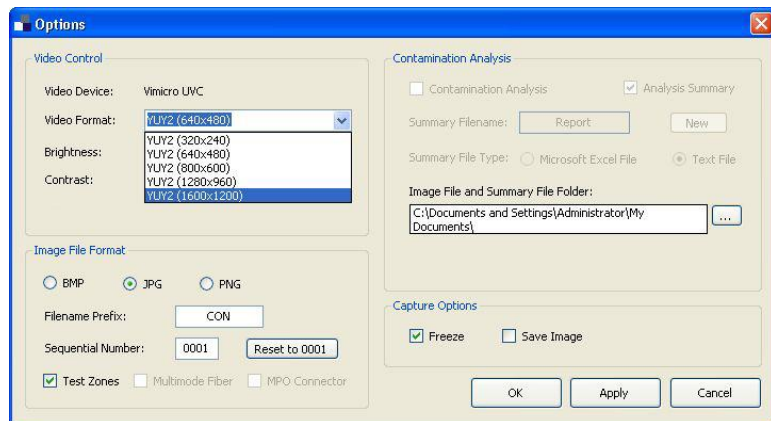 Options
Video Control
Video Device: Vimicro UVC
Video Format: YUY2 (640x480)
YUY2 (320x240)
YUY2 (640x480)
YUY2 (800x600)
YUY2 (1280x960)
YUY2 (1600x1200)
Brightness:
Contrast:
Image File Format
BMP JPG PNG
Filename Prefix: CON
Sequential Number: 0001 Reset to 0001
Test Zones Multimode Fiber MPO Connector
Contamination Analysis
Contamination Analysis Analysis Summary
Summary Filename: Report New
Summary File Type: Microsoft Excel File Text File
Image File and Summary File Folder:
C:\Documents and Settings\Administrator\My
Documents\
...
Capture Options
Freeze Save Image
OK Apply Cancel